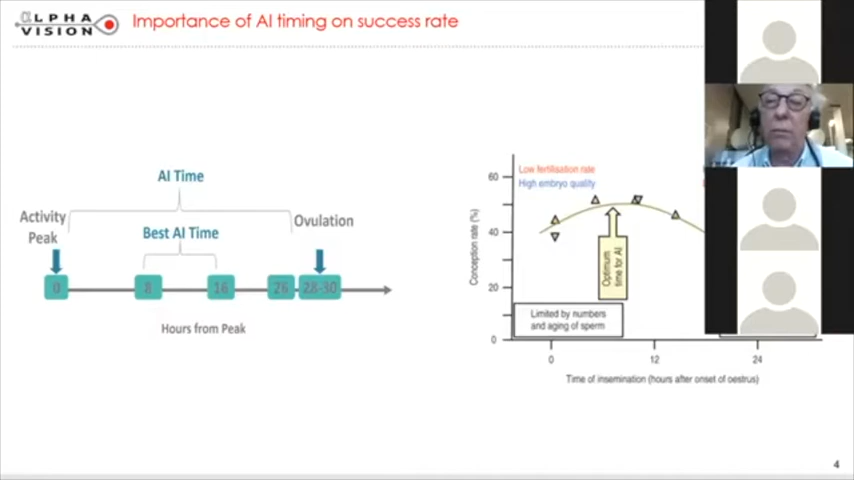 ALPHA
VISION
Importance of AI timing on success rate
AI Time
Activity
Peak
Best AI Time
Ovulation
0
8
16
26
28-30
Hours from Peak
60
40
20
0
Conception rate (%)
Low fertilisation rate
High embryo quality
Optimum
time for AI
Limited by numbers
and aging of sperm
0
12
24
Time of insemination (hours after onset of oestrus)
4